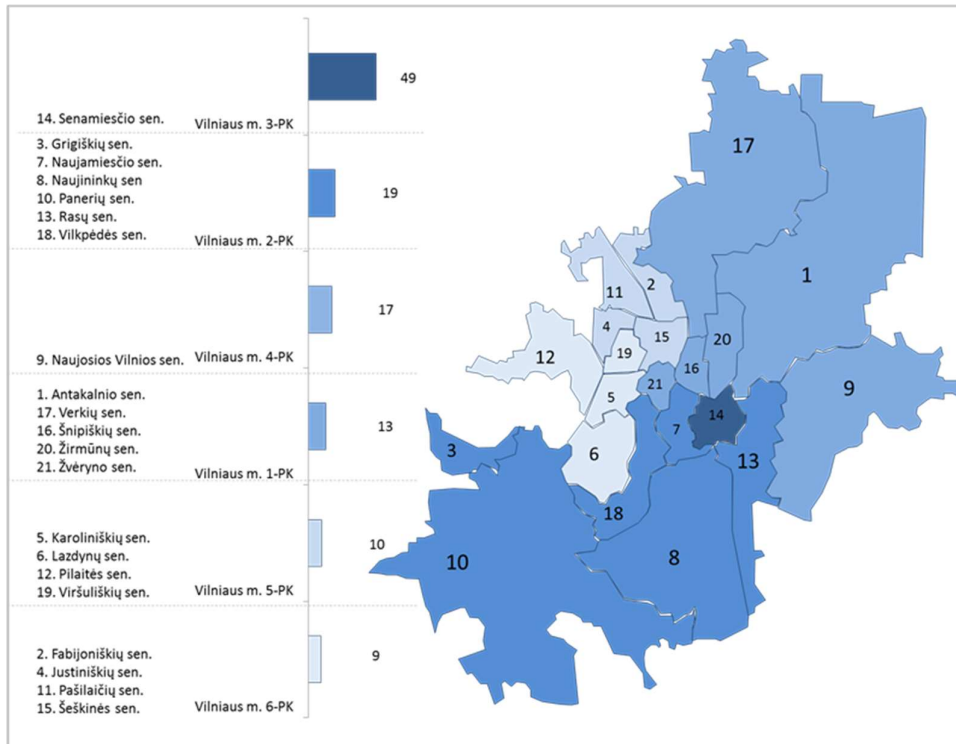 49
14. Senamiesčio sen.
Vilniaus m. 3-PK
3. Grigiškių sen.
7. Naujamiesčio sen.
8. Naujininkų sen
10. Panerių sen.
13. Rasų sen.
18. Vilkpėdės sen.
19
Vilniaus m. 2-PK
17
9. Naujosios Vilnios sen.
Vilniaus m. 4-PK
1. Antakalnio sen.
17. Verkių sen.
16. Šnipiškių sen.
20. Žirmūnų sen.
21. Žvėryno sen.
13
Vilniaus m. 1-PK
5. Karoliniškių sen.
6. Lazdynų sen.
12. Pilaitės sen.
19. Viršuliškių sen.
10
Vilniaus m. 5-PK
2. Fabijoniškių sen.
4. Justiniškių sen.
11. Pašilaičių sen.
15. Šeškinės sen.
9
Vilniaus m. 6-PK
17
1
2
11
4
15
20
12
19
16
21
9
5
14
7
3
6
13
18
10
8